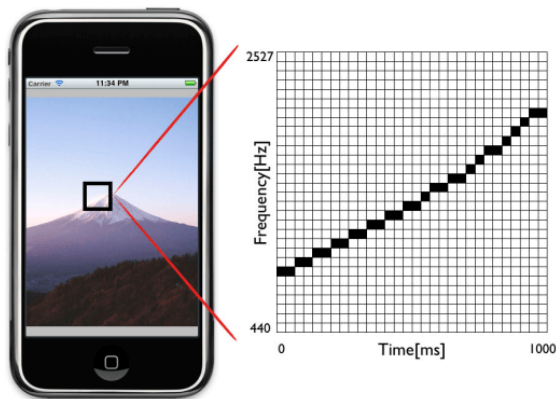 Carrier 11:34 PM
2527
Frequency[Hz]
440
0 Time[ms] 1000